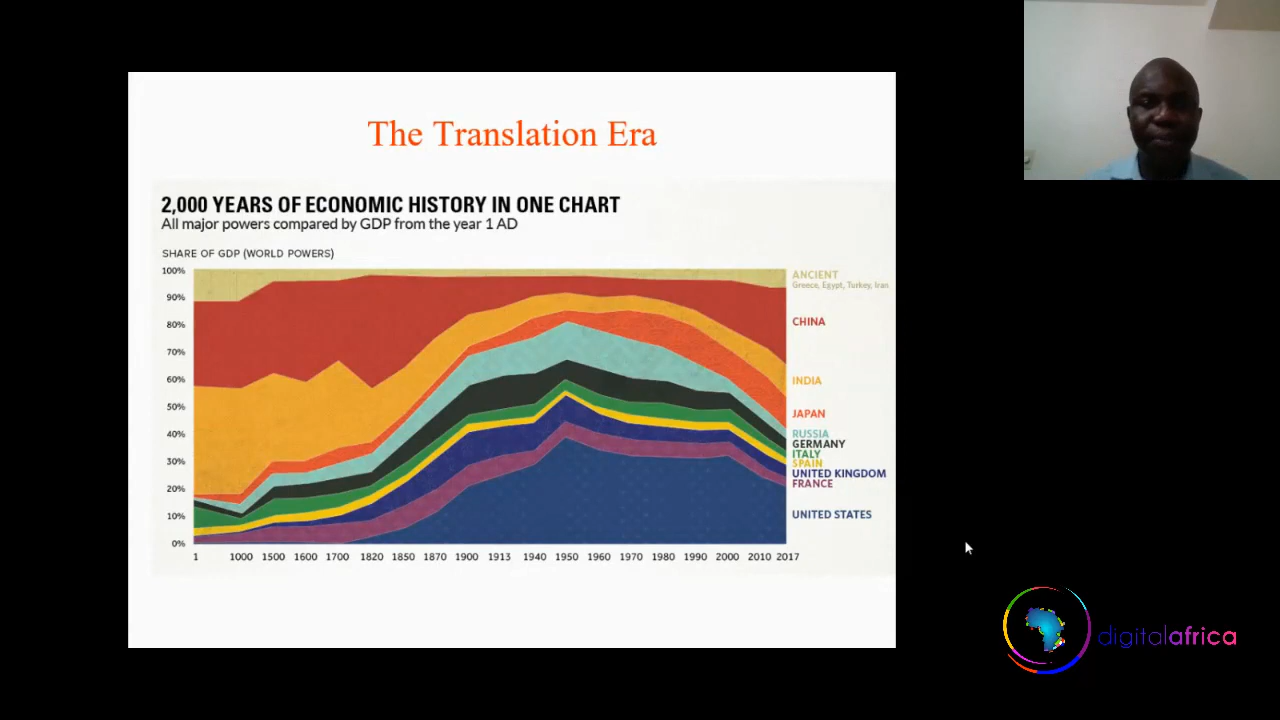 The Translation Era
2,000 YEARS OF ECONOMIC HISTORY IN ONE CHART
All major powers compared by GDP from the year 1 AD
SHARE OF GDP (WORLD POWERS)
100%
90%
80%
70%
60%
50%
40%
30%
20%
10%
0%
1 1000 1500 1600 1700 1820 1850 1870 1900 1913 1940 1950 1960 1970 1980 1990 2000 2010 2017
ANCIENT
Greece, Egypt, Turkey, Iran
CHINA
INDIA
JAPAN
RUSSIA
GERMANY
ITALY
SPAIN
UNITED KINGDOM
FRANCE
UNITED STATES
digitalafrica